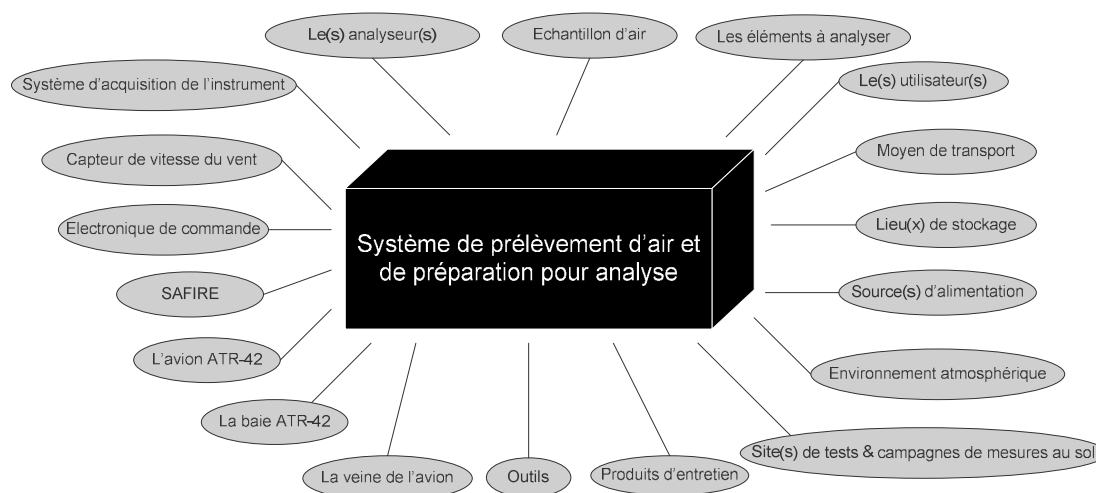 Le(s) analyseur(s)
Echantillon d'air
Les éléments à analyser
Système d'acquisition de l'instrument
Le(s) utilisateur(s)
Capteur de vitesse du vent
Moyen de transport
Electronique de commande
Lieu(x) de stockage
Système de prélèvement d'air et
de préparation pour analyse
SAFIRE
Source(s) d'alimentation
L'avion ATR-42
Environnement atmosphérique
La baie ATR-42
Site(s) de tests & campagnes de mesures au sol
La veine de l'avion
Outils
Produits d'entretien